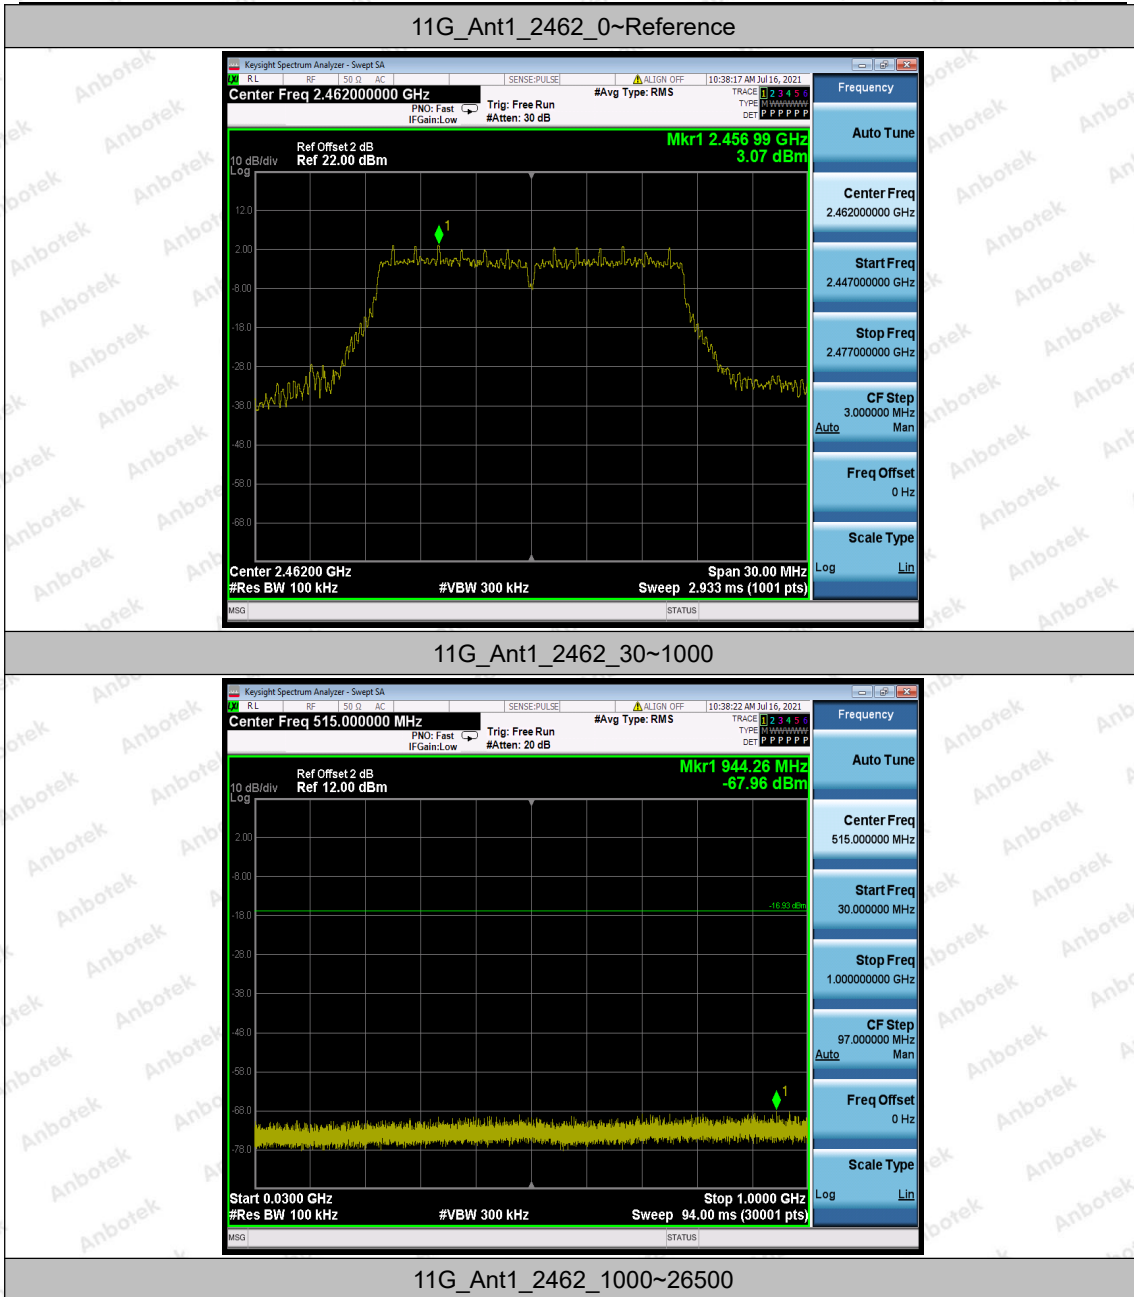 11G_Ant1_2462_0~Reference
Keysight Spectrum Analyzer - Swept SA
RL RF 50 Ω AC SENSE:PULSE ALIGN OFF 10:38:17 AM Jul 16, 2021
Center Freq 2.462000000 GHz
#Avg Type: RMS
TRACE 1 2 3 4 5 6
PNO: Fast Trig: Free Run
TYPE M WWWWW
IFGain:Low #Atten: 30 dB
DET P P P P P P
Mkr1 2.456 99 GHz
3.07 dBm
Ref Offset 2 dB
10 dB/div Ref 22.00 dBm
Log
12.0
1
2.00
-8.00
-18.0
-28.0
-38.0
-48.0
-58.0
-68.0
Center 2.46200 GHz Span 30.00 MHz
#Res BW 100 kHz #VBW 300 kHz Sweep 2.933 ms (1001 pts)
MSG STATUS
Frequency
Auto Tune
Center Freq
2.462000000 GHz
Start Freq
2.447000000 GHz
Stop Freq
2.477000000 GHz
CF Step
3.000000 MHz
Auto Man
Freq Offset
0 Hz
Scale Type
Log Lin
11G_Ant1_2462_30~1000
Keysight Spectrum Analyzer - Swept SA
RL RF 50 Ω AC SENSE:PULSE ALIGN OFF 10:38:22 AM Jul 16, 2021
Center Freq 515.000000 MHz
#Avg Type: RMS
TRACE 1 2 3 4 5 6
PNO: Fast Trig: Free Run
TYPE M WWWWW
IFGain:Low #Atten: 20 dB
DET P P P P P P
Mkr1 944.26 MHz
-67.96 dBm
Ref Offset 2 dB
10 dB/div Ref 12.00 dBm
Log
2.00
-8.00
-16.93 dBm
-18.0
-28.0
-38.0
-48.0
-58.0
1
-68.0
-78.0
Start 0.0300 GHz Stop 1.0000 GHz
#Res BW 100 kHz #VBW 300 kHz Sweep 94.00 ms (30001 pts)
MSG STATUS
Frequency
Auto Tune
Center Freq
515.000000 MHz
Start Freq
30.000000 MHz
Stop Freq
1.000000000 GHz
CF Step
97.000000 MHz
Auto Man
Freq Offset
0 Hz
Scale Type
Log Lin
11G_Ant1_2462_1000~26500